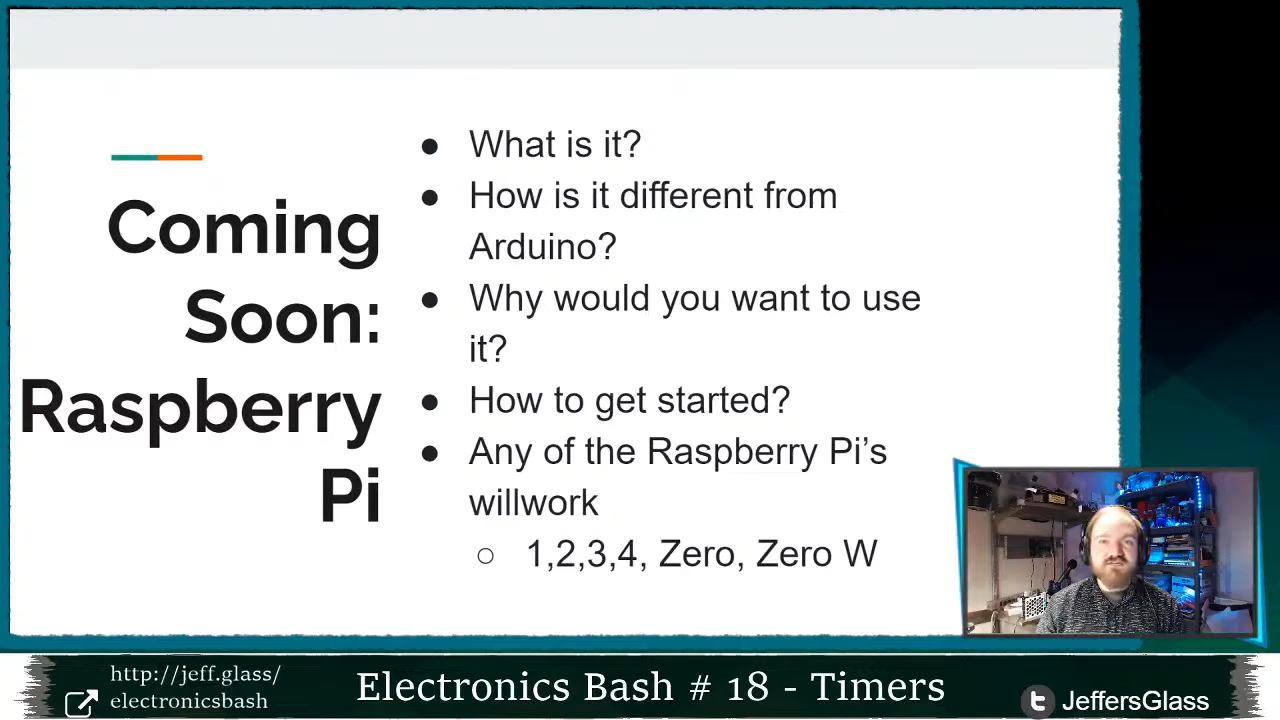 Coming
Soon:
Raspberry
Pi
● What is it?
● How is it different from
Arduino?
● Why would you want to use
it?
● How to get started?
● Any of the Raspberry Pi’s
willwork
○ 1,2,3,4, Zero, Zero W
http://jeff.glass/
electronicsbash
Electronics Bash # 18 - Timers
JeffersGlass